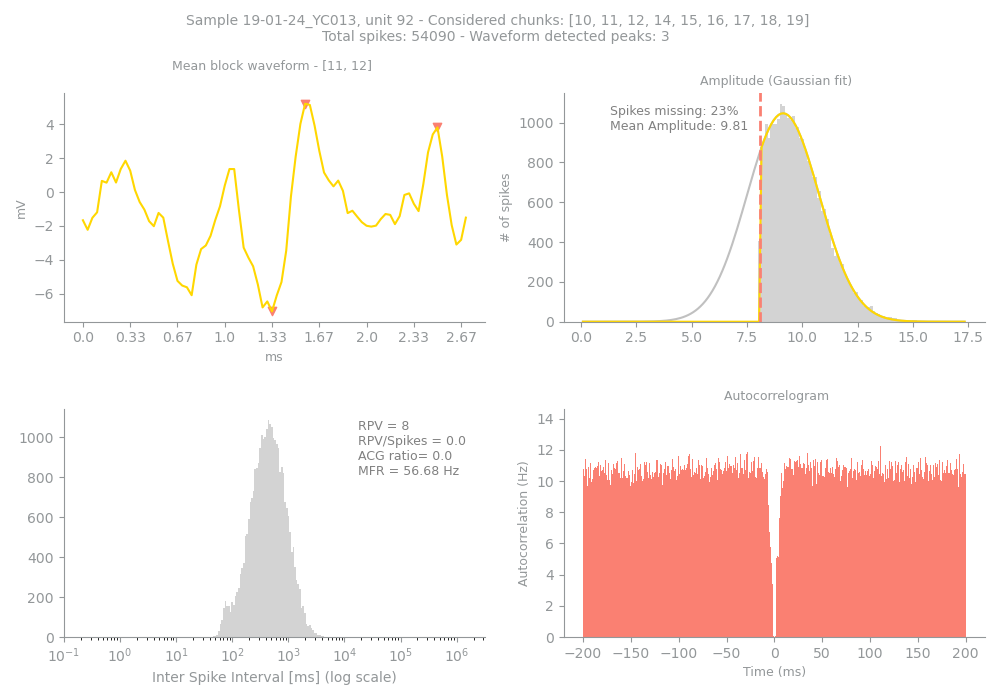 Sample 19-01-24_YC013, unit 92 - Considered chunks: [10, 11, 12, 14, 15, 16, 17, 18, 19]
Total spikes: 54090 - Waveform detected peaks: 3
Mean block waveform - [11, 12]
mV
4
2
0
−2
−4
−6
0.0 0.33 0.67 1.0 1.33 1.67 2.0 2.33 2.67
ms
Amplitude (Gaussian fit)
Spikes missing: 23%
Mean Amplitude: 9.81
# of spikes
1000
800
600
400
200
0
0.0 2.5 5.0 7.5 10.0 12.5 15.0 17.5
RPV = 8
RPV/Spikes = 0.0
ACG ratio= 0.0
MFR = 56.68 Hz
1000
800
600
400
200
0
10⁻¹ 10⁰ 10¹ 10² 10³ 10⁴ 10⁵ 10⁶
Inter Spike Interval [ms] (log scale)
Autocorrelogram
Autocorrelation (Hz)
14
12
10
8
6
4
2
0
−200 −150 −100 −50 0 50 100 150 200
Time (ms)